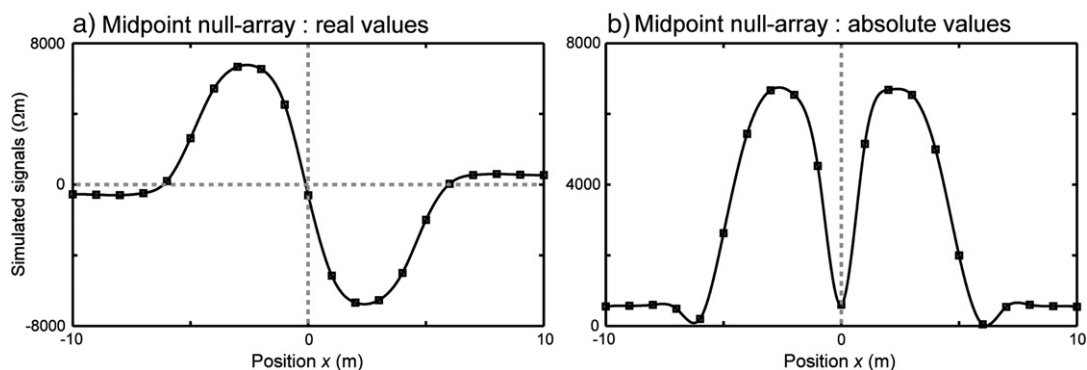 a) Midpoint null-array : real values
8000
0
-8000
Simulated signals (Ωm)
-10
0
10
Position x (m)
b) Midpoint null-array : absolute values
8000
4000
0
-10
0
10
Position x (m)